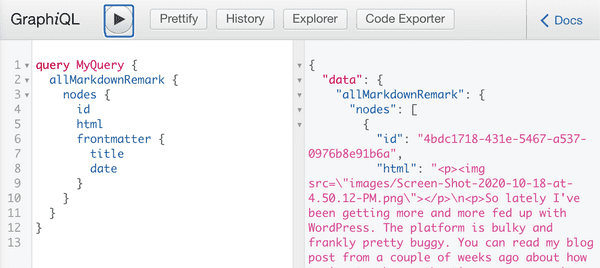 GraphiQL Prettify History Explorer Code Exporter Docs
1 query MyQuery {
2 allMarkdownRemark {
3 nodes {
4 id
5 html
6 frontmatter {
7 title
8 date
9 }
10 }
11 }
12 }
13
{
"data": {
"allMarkdownRemark": {
"nodes": [
{
"id": "4bdc1718-431e-5467-a537-
0976b8e91b6a",
"html": "<p><img
src=\"images/Screen-Shot-2020-10-18-at-
4.50.12-PM.png\"></p>\n<p>So lately I've
been getting more and more fed up with
WordPress. The platform is bulky and
frankly pretty buggy. You can read my blog
post from a couple of weeks ago about how